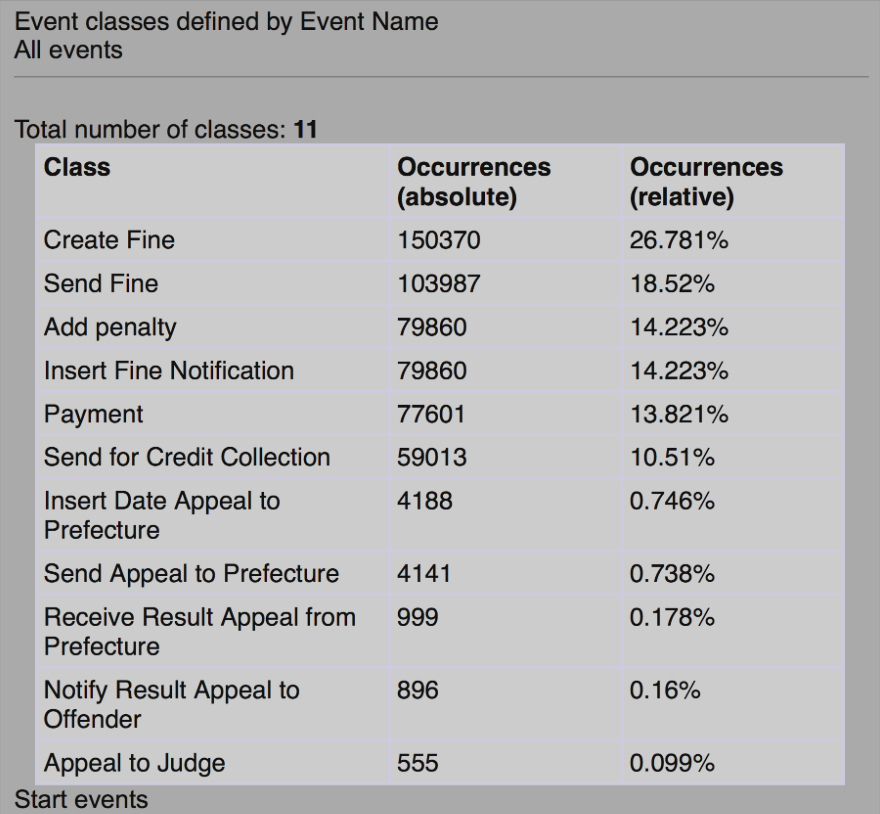 Event classes defined by Event Name
All events
Total number of classes: 11
Class Occurrences (absolute) Occurrences (relative)
Create Fine 150370 26.781%
Send Fine 103987 18.52%
Add penalty 79860 14.223%
Insert Fine Notification 79860 14.223%
Payment 77601 13.821%
Send for Credit Collection 59013 10.51%
Insert Date Appeal to Prefecture 4188 0.746%
Send Appeal to Prefecture 4141 0.738%
Receive Result Appeal from Prefecture 999 0.178%
Notify Result Appeal to Offender 896 0.16%
Appeal to Judge 555 0.099%
Start events